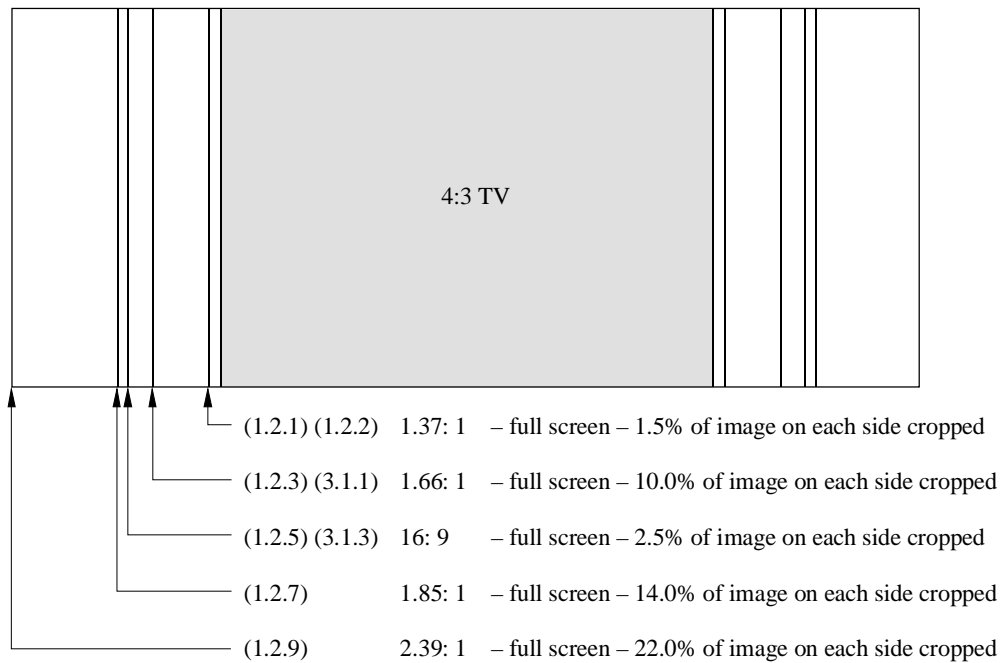 4:3 TV
(1.2.1) (1.2.2) 1.37: 1 – full screen – 1.5% of image on each side cropped
(1.2.3) (3.1.1) 1.66: 1 – full screen – 10.0% of image on each side cropped
(1.2.5) (3.1.3) 16: 9 – full screen – 2.5% of image on each side cropped
(1.2.7) 1.85: 1 – full screen – 14.0% of image on each side cropped
(1.2.9) 2.39: 1 – full screen – 22.0% of image on each side cropped